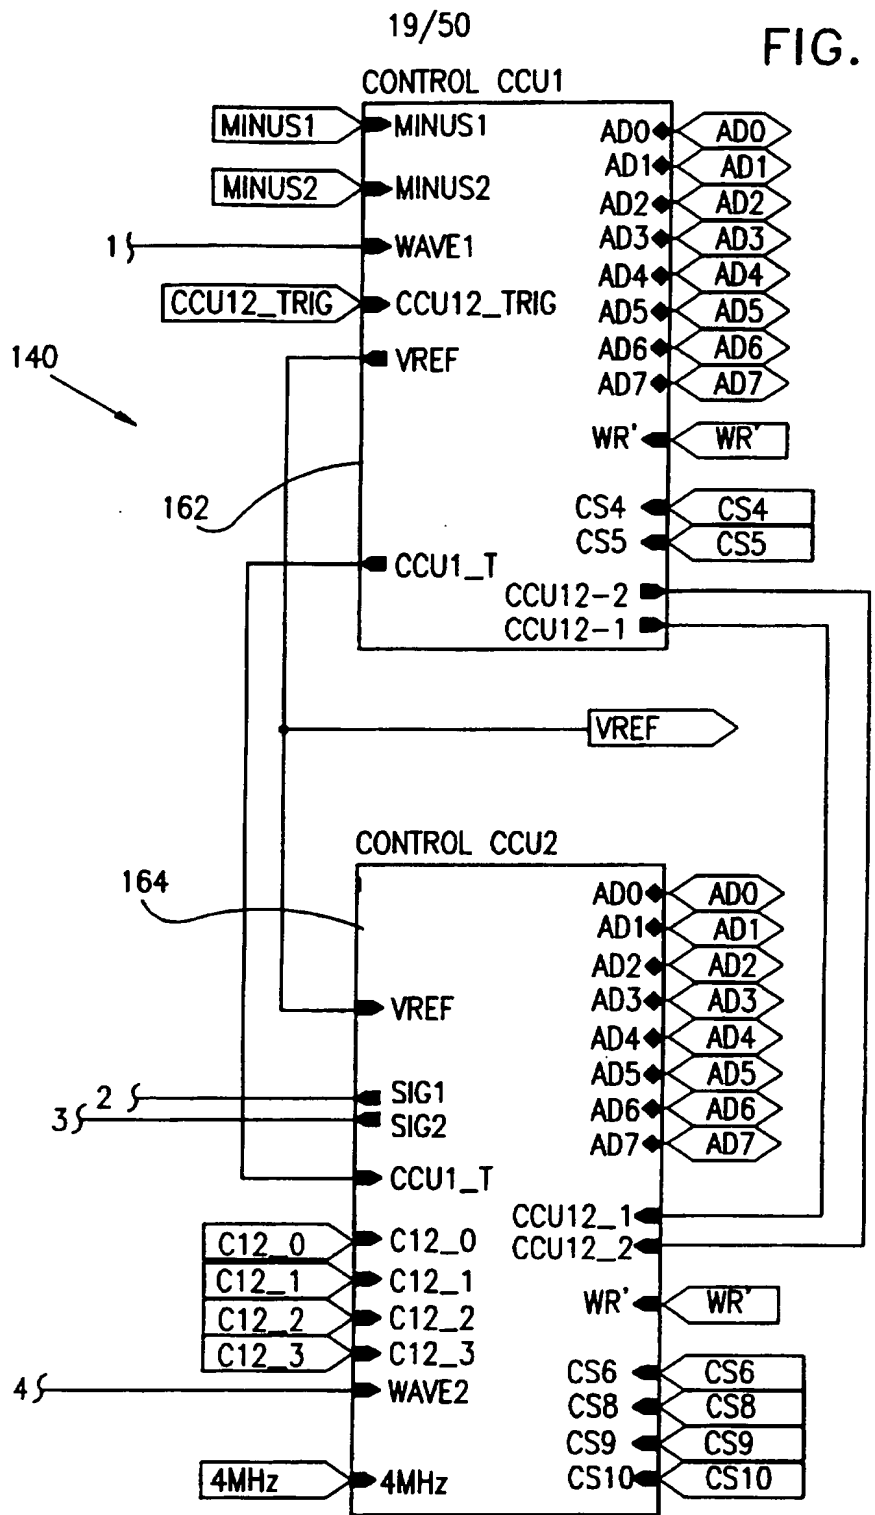 19/50
FIG.
CONTROL CCU1
MINUS1 MINUS1 AD0 AD0
AD1 AD1
MINUS2 MINUS2 AD2 AD2
1 WAVE1 AD3 AD3
AD4 AD4
CCU12_TRIG CCU12_TRIG AD5 AD5
140 VREF AD6 AD6
AD7 AD7
WR' WR'
162 CS4 CS4
CS5 CS5
CCU1_T CCU12-2
CCU12-1
VREF
CONTROL CCU2
164 AD0 AD0
AD1 AD1
AD2 AD2
VREF AD3 AD3
AD4 AD4
2 SIG1 AD5 AD5
3 SIG2 AD6 AD6
AD7 AD7
CCU1_T
CCU12_1
C12_0 C12_0 CCU12_2
C12_1 C12_1
C12_2 C12_2 WR' WR'
C12_3 C12_3
4 WAVE2 CS6 CS6
CS8 CS8
CS9 CS9
4MHz 4MHz CS10 CS10